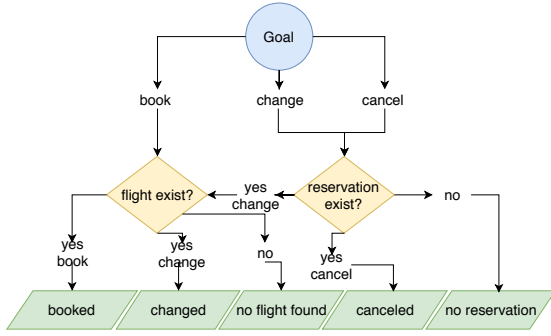 Goal
book
change
cancel
flight exist?
yes
change
reservation
exist?
no
yes
book
yes
change
no
yes
cancel
booked
changed
no flight found
canceled
no reservation